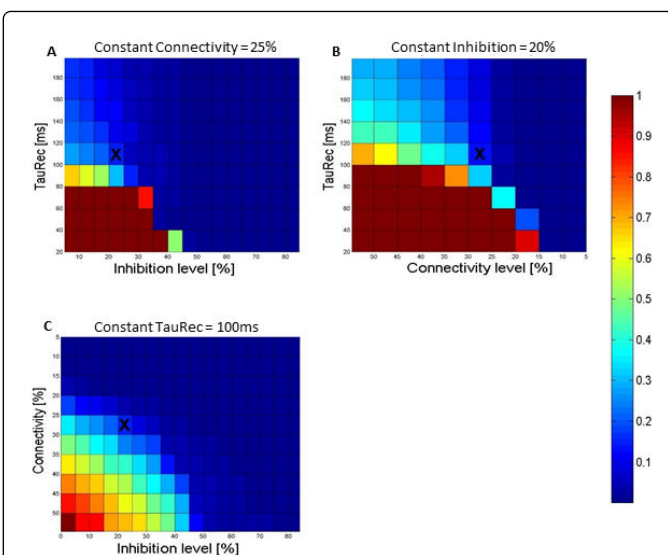 A
Constant Connectivity = 25%
TauRec [ms]
180
160
140
120
100
80
60
40
20
10 20 30 40 50 60 70 80
Inhibition level [%]
B
Constant Inhibition = 20%
TauRec [ms]
180
160
140
120
100
80
60
40
20
50 45 40 35 30 25 20 15 10 5
Connectivity level [%]
X
X
1
0.9
0.8
0.7
0.6
0.5
0.4
0.3
0.2
0.1
C
Constant TauRec = 100ms
Connectivity [%]
5
10
15
20
25
30
35
40
45
50
0 10 20 30 40 50 60 70 80
Inhibition level [%]
X